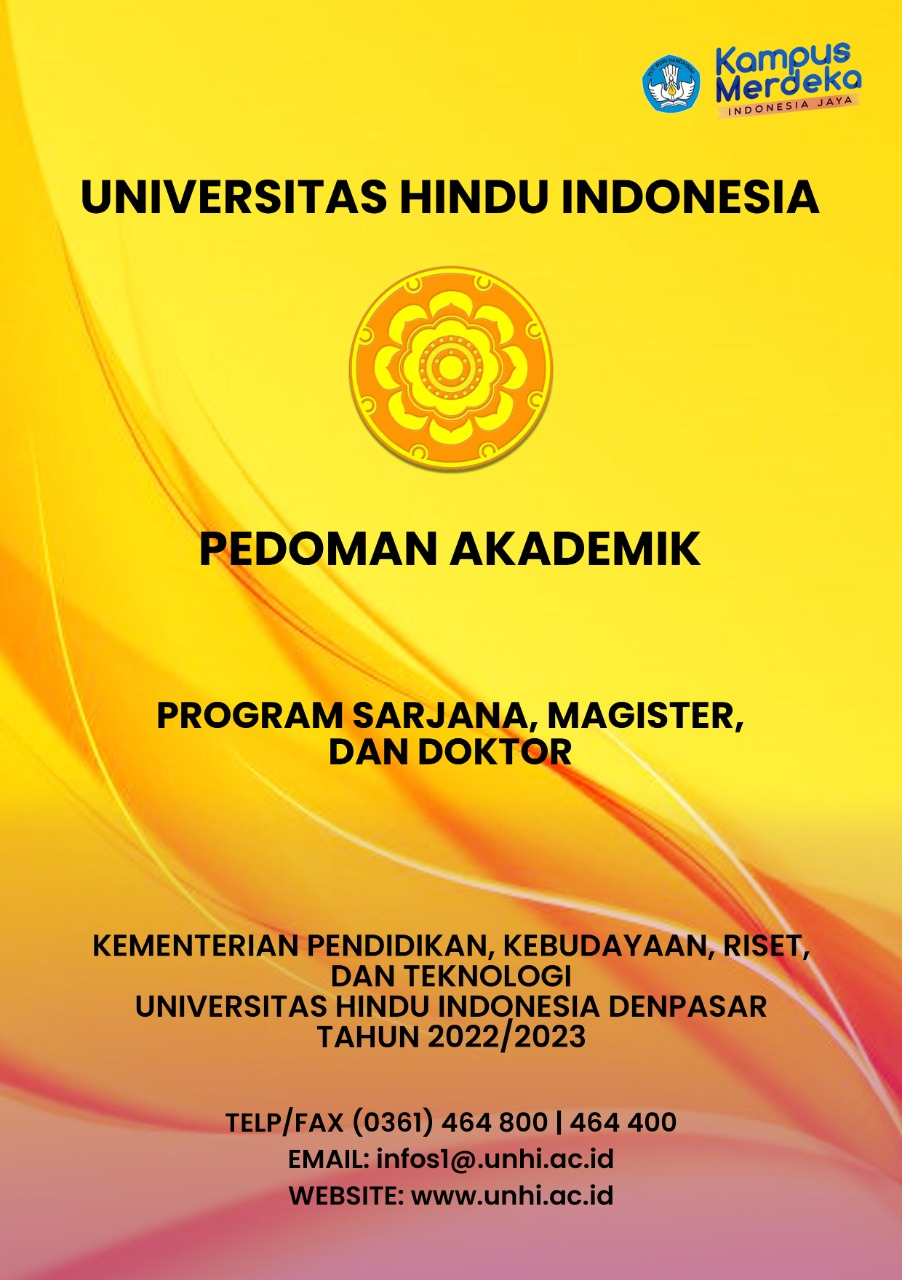 Kampus
Merdeka
INDONESIA JAYA
UNIVERSITAS HINDU INDONESIA
PEDOMAN AKADEMIK
PROGRAM SARJANA, MAGISTER,
DAN DOKTOR
KEMENTERIAN PENDIDIKAN, KEBUDAYAAN, RISET,
DAN TEKNOLOGI
UNIVERSITAS HINDU INDONESIA DENPASAR
TAHUN 2022/2023
TELP/FAX (0361) 464 800 | 464 400
EMAIL: infos1@.unhi.ac.id
WEBSITE: www.unhi.ac.id